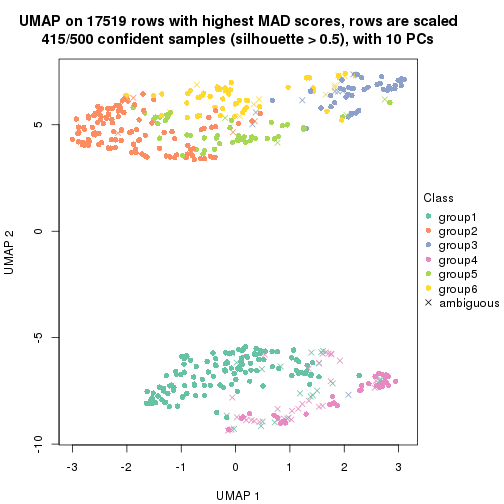 UMAP on 17519 rows with highest MAD scores, rows are scaled
415/500 confident samples (silhouette > 0.5), with 10 PCs
5
0
-5
-10
UMAP 2
-3 -2 -1 0 1 2 3
UMAP 1
Class
group1
group2
group3
group4
group5
group6
ambiguous